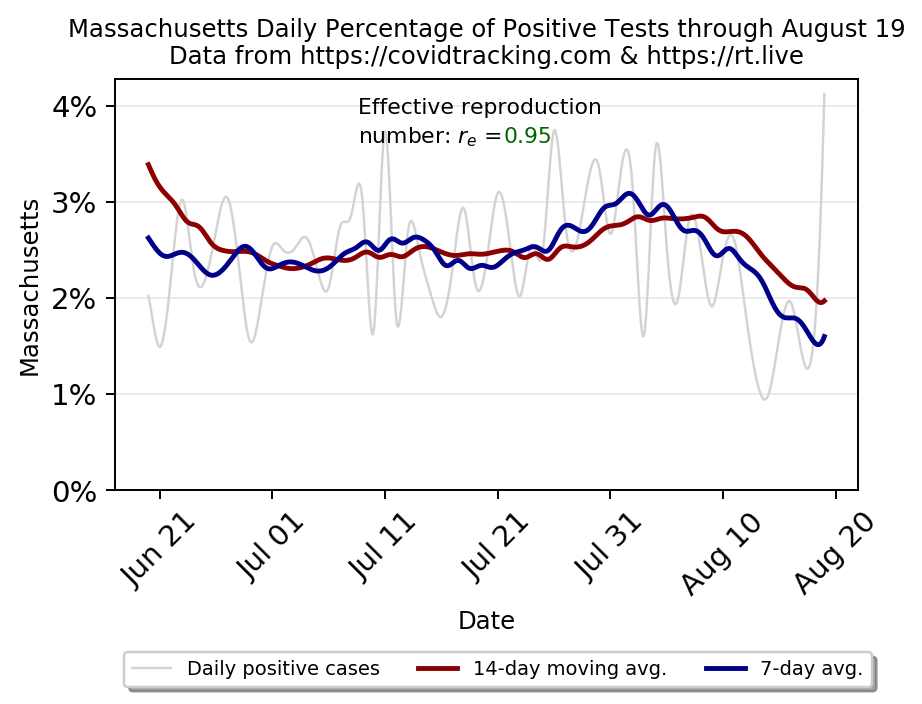 Massachusetts Daily Percentage of Positive Tests through August 19
Data from https://covidtracking.com & https://rt.live
Effective reproduction
number: rₑ =0.95
4%
3%
2%
1%
0%
Massachusetts
Jun 21
Jul 01
Jul 11
Jul 21
Jul 31
Aug 10
Aug 20
Date
Daily positive cases
14-day moving avg.
7-day avg.